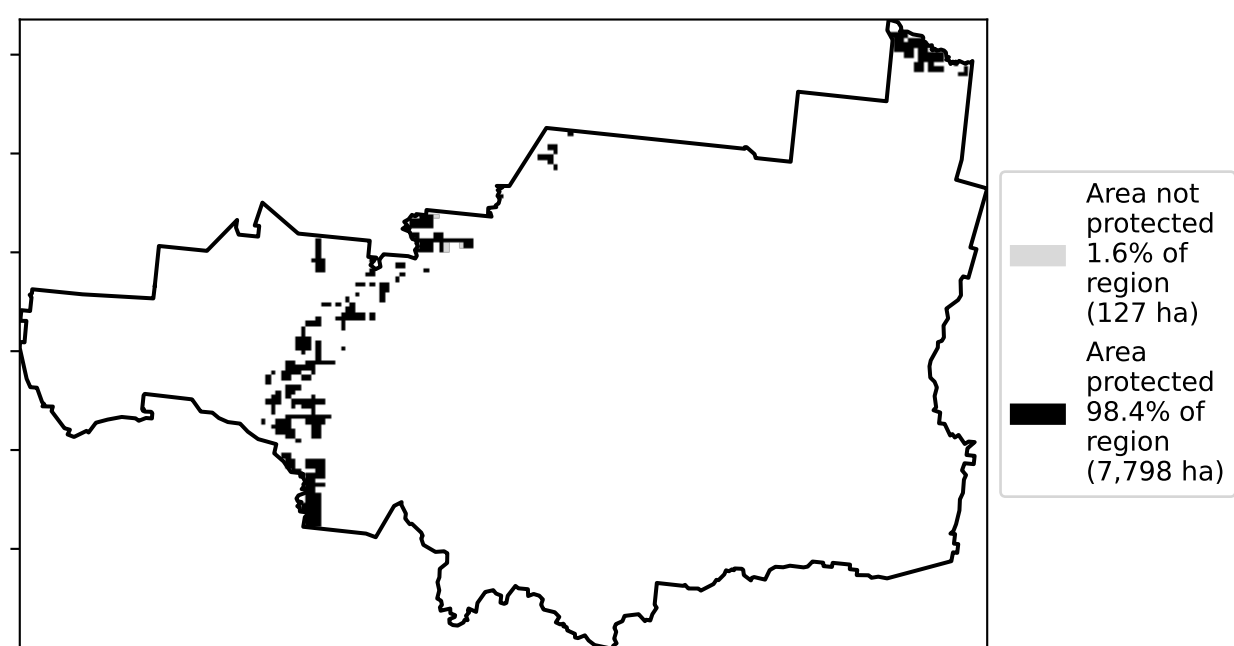 Area not
protected
1.6% of
region
(127 ha)
Area
protected
98.4% of
region
(7,798 ha)